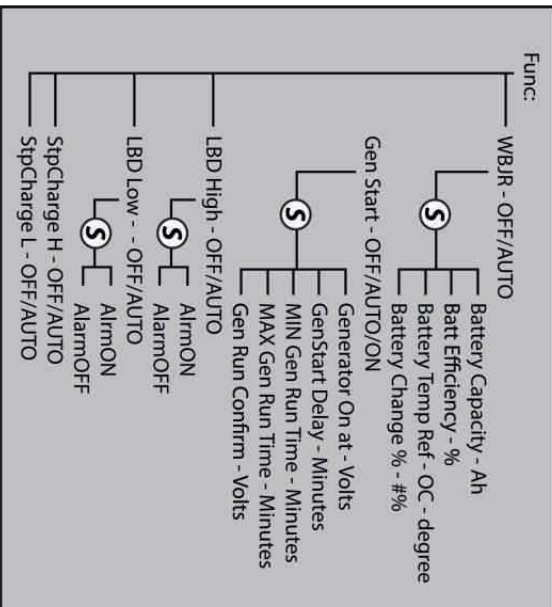 Func:
WBJR - OFF/AUTO
S
Battery Capacity - Ah
Batt Efficiency - %
Battery Temp Ref - OC - degree
Battery Change % - #%
Gen Start - OFF/AUTO/ON
S
Generator On at - Volts
GenStart Delay - Minutes
MIN Gen Run Time - Minutes
MAX Gen Run Time - Minutes
Gen Run Confirm - Volts
LBD High - OFF/AUTO
S
AlrmON
AlarmOFF
LBD Low - - OFF/AUTO
S
AlrmON
AlarmOFF
StpCharge H - OFF/AUTO
StpCharge L - OFF/AUTO